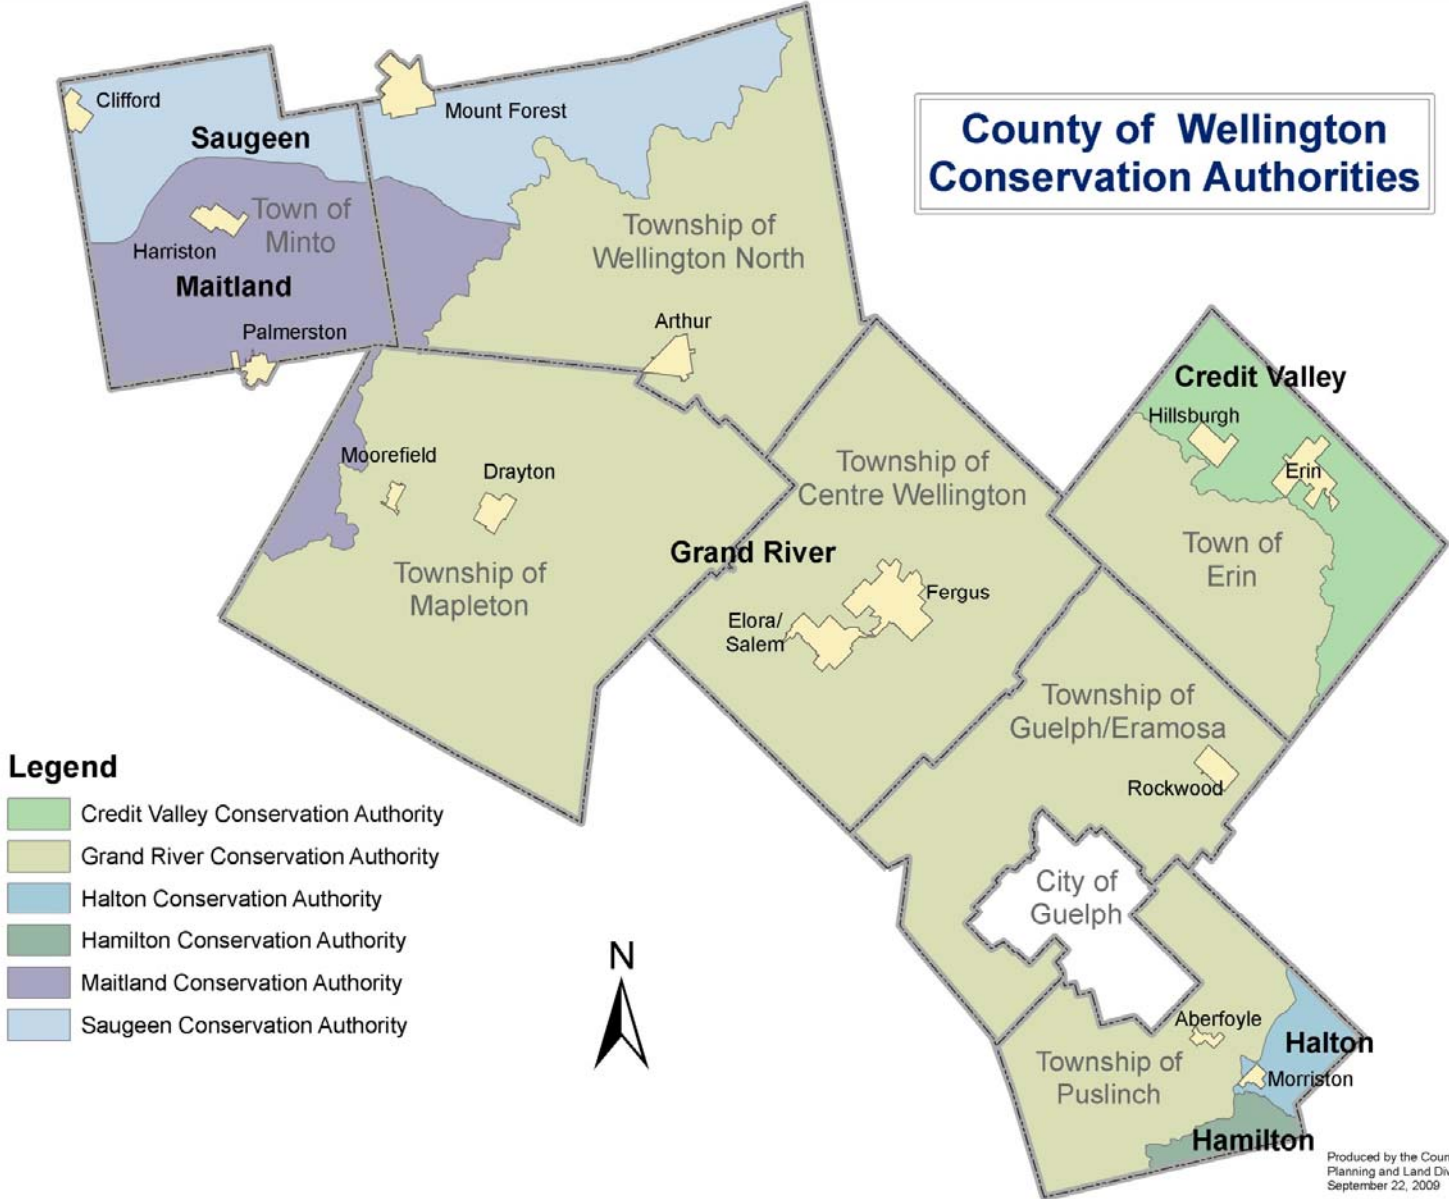 County of Wellington
Conservation Authorities
Clifford
Mount Forest
Saugeen
Town of
Minto
Harriston
Maitland
Palmerston
Township of
Wellington North
Arthur
Credit Valley
Hillsburgh
Erin
Town of
Erin
Moorefield
Drayton
Township of
Mapleton
Township of
Centre Wellington
Grand River
Fergus
Elora/
Salem
Township of
Guelph/Eramosa
Rockwood
City of
Guelph
Aberfoyle
Halton
Township of
Puslinch
Morriston
Hamilton
Legend
Credit Valley Conservation Authority
Grand River Conservation Authority
Halton Conservation Authority
Hamilton Conservation Authority
Maitland Conservation Authority
Saugeen Conservation Authority
N
Produced by the Coun
Planning and Land Div
September 22, 2009